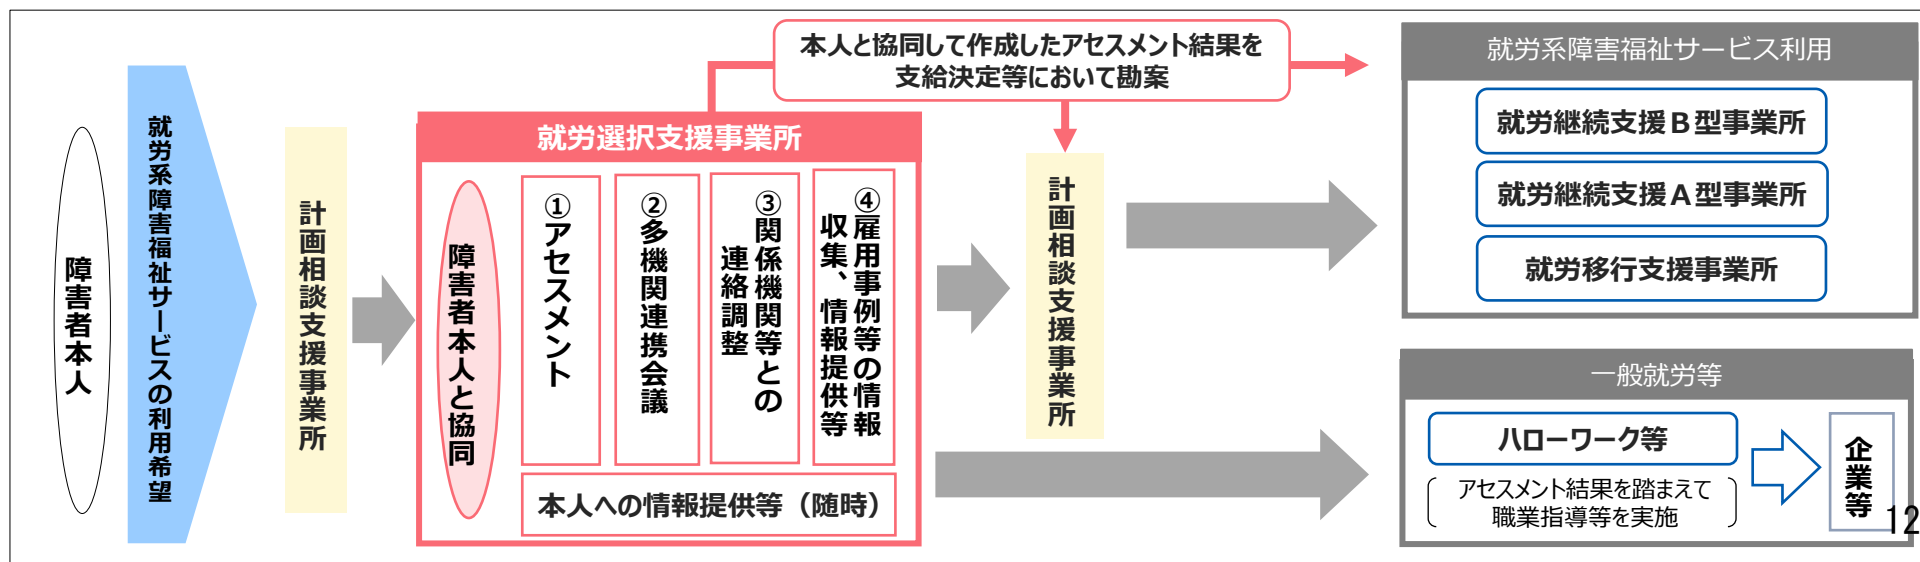 障害者本人
就労系障害福祉サービスの利用希望
計画相談支援事業所
就労選択支援事業所
障害者本人と協同
①アセスメント
②多機関連携会議
③関係機関等との
連絡調整
④雇用事例等の情報
収集、情報提供等
本人への情報提供等（随時）
本人と協同して作成したアセスメント結果を
支給決定等において勘案
計画相談支援事業所
就労系障害福祉サービス利用
就労継続支援Ｂ型事業所
就労継続支援Ａ型事業所
就労移行支援事業所
一般就労等
ハローワーク等
アセスメント結果を踏まえて
職業指導等を実施
企業等
12